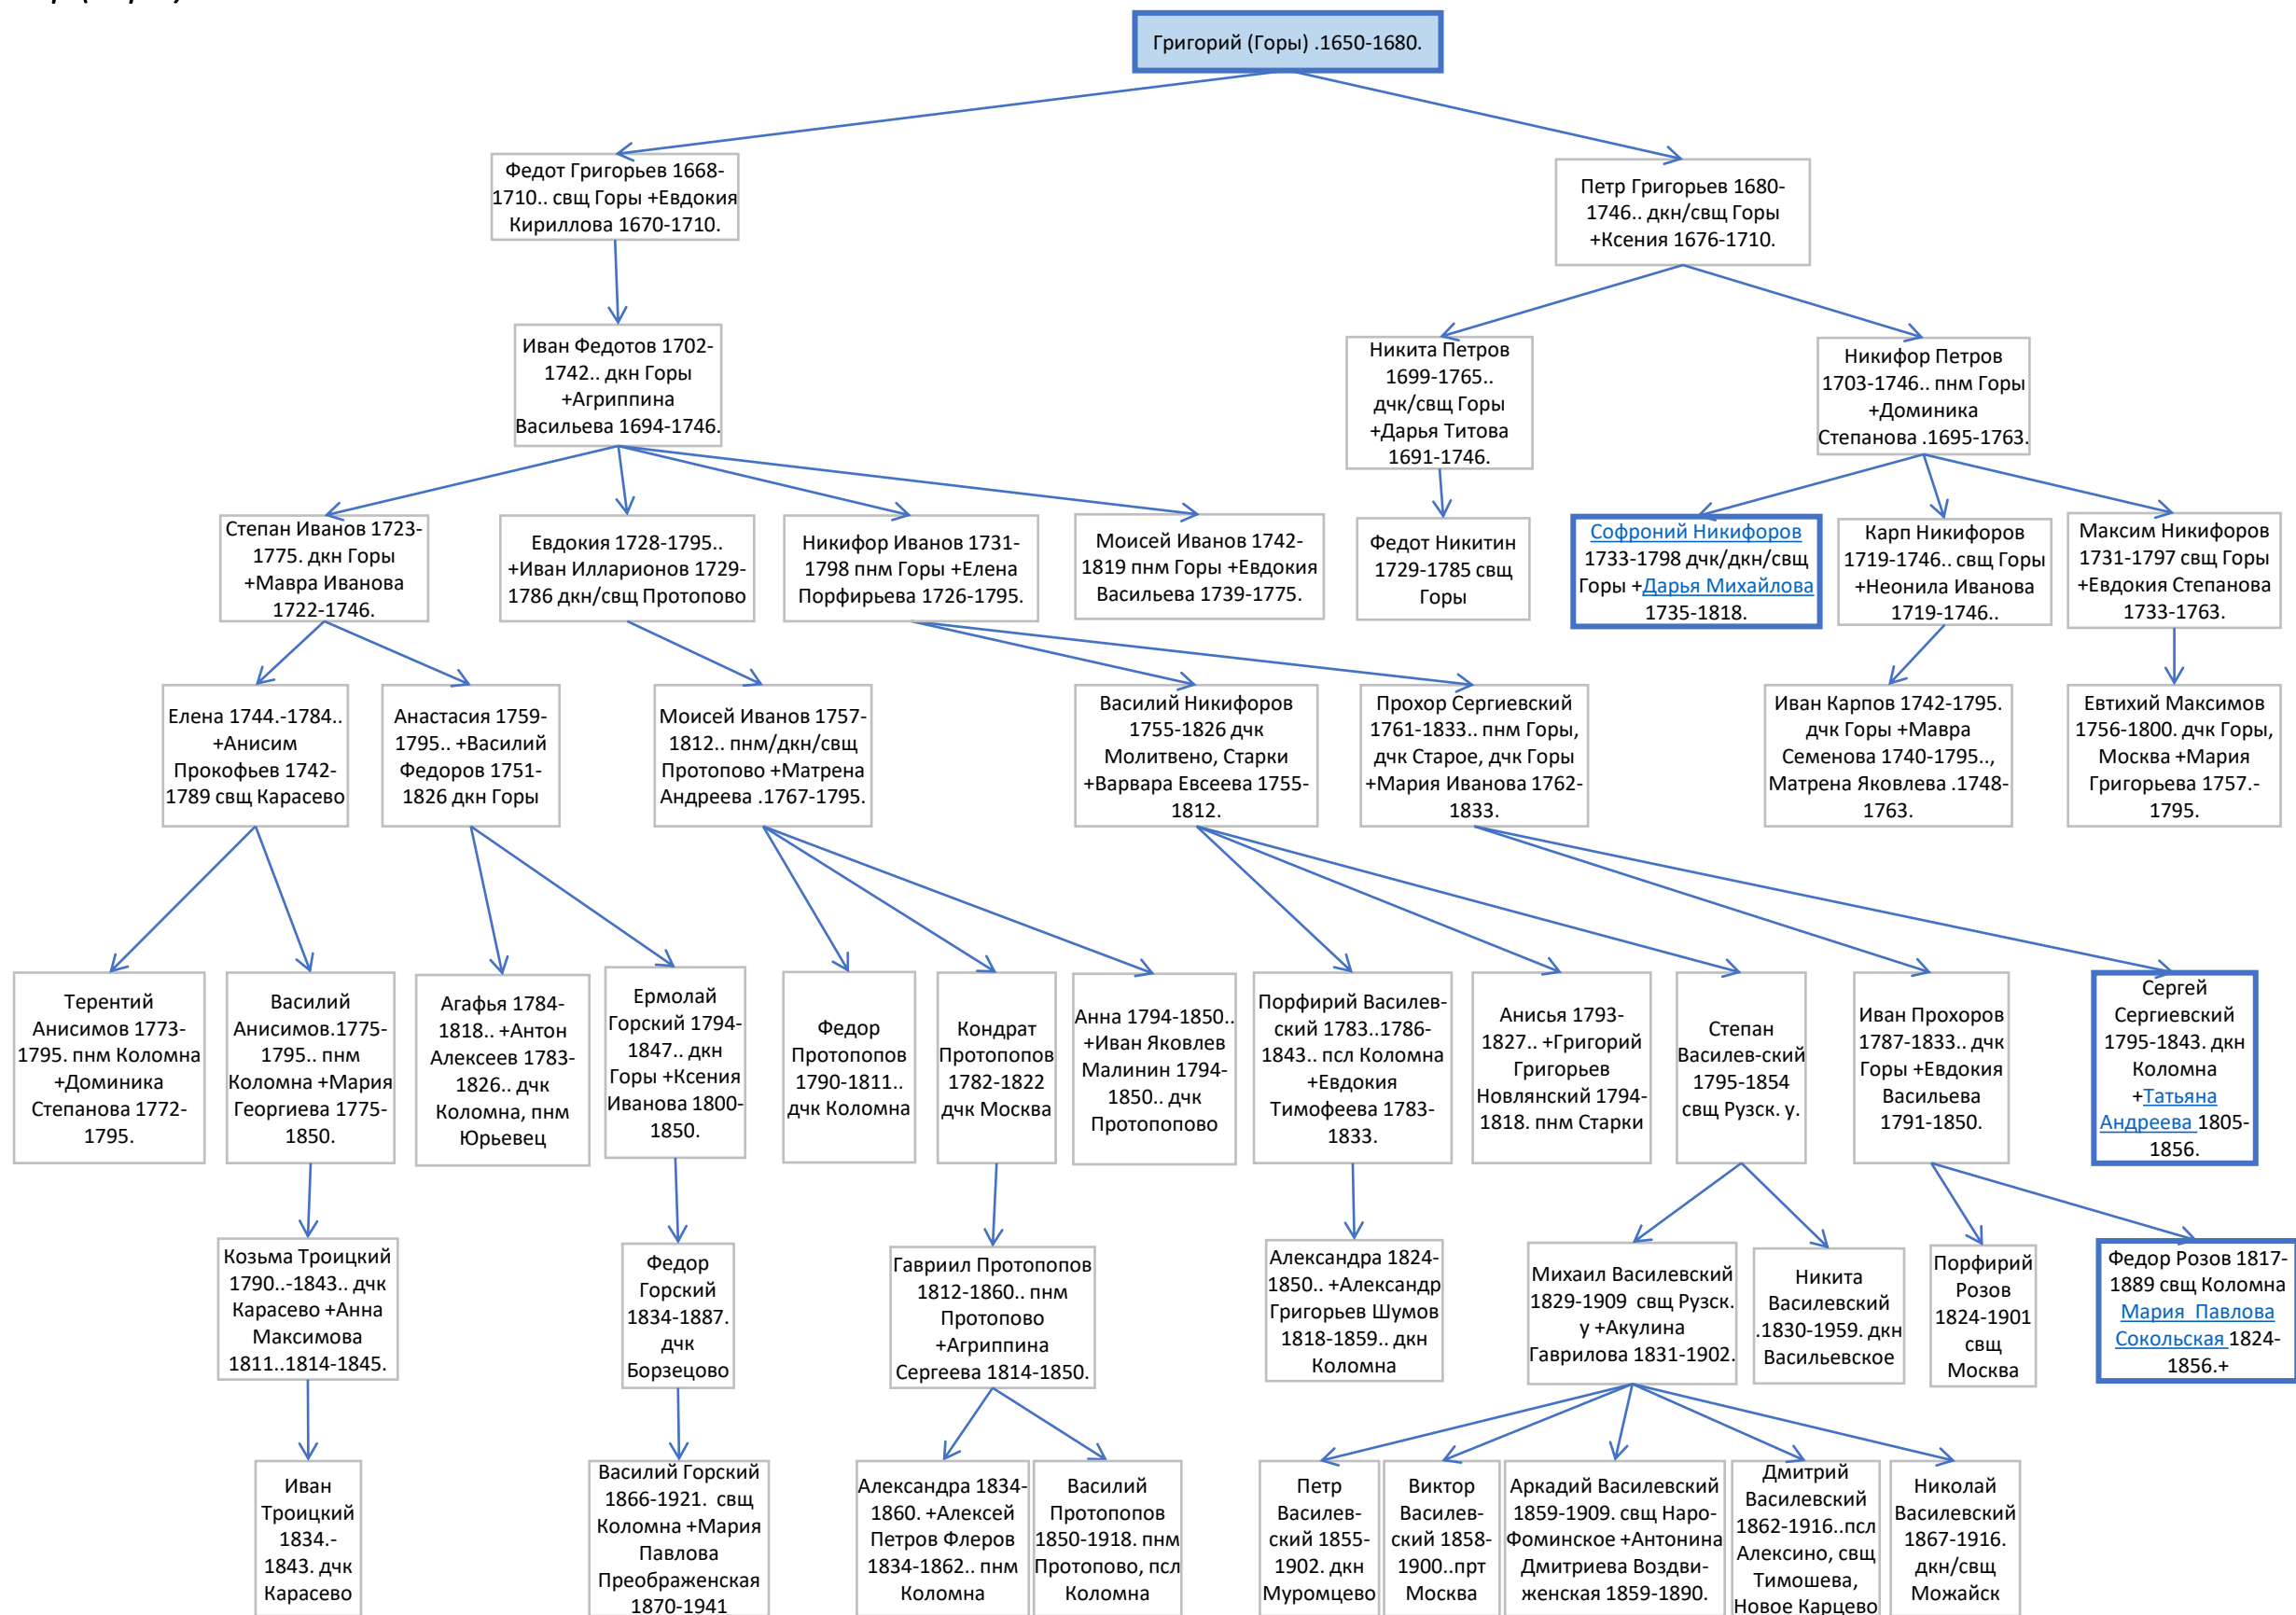 Григорий (Горы) .1650-1680.
Федот Григорьев 1668-
1710.. свщ Горы +Евдокия
Кириллова 1670-1710.
Петр Григорьев 1680-
1746.. дкн/свщ Горы
+Ксения 1676-1710.
Иван Федотов 1702-
1742.. дкн Горы
+Агриппина
Васильева 1694-1746.
Никита Петров
1699-1765..
дчк/свщ Горы
+Дарья Титова
1691-1746.
Никифор Петров
1703-1746.. пнм Горы
+Доминика
Степанова .1695-1763.
Степан Иванов 1723-
1775. дкн Горы
+Мавра Иванова
1722-1746.
Евдокия 1728-1795..
+Иван Илларионов 1729-
1786 дкн/свщ Протопово
Никифор Иванов 1731-
1798 пнм Горы +Елена
Порфирьева 1726-1795.
Моисей Иванов 1742-
1819 пнм Горы +Евдокия
Васильева 1739-1775.
Федот Никитин
1729-1785 свщ
Горы
Софроний Никифоров
1733-1798 дчк/дкн/свщ
Горы +Дарья Михайлова
1735-1818.
Карп Никифоров
1719-1746.. свщ Горы
+Неонила Иванова
1719-1746..
Максим Никифоров
1731-1797 свщ Горы
+Евдокия Степанова
1733-1763.
Елена 1744.-1784..
+Анисим
Прокофьев 1742-
1789 свщ Карасево
Анастасия 1759-
1795.. +Василий
Федоров 1751-
1826 дкн Горы
Моисей Иванов 1757-
1812.. пнм/дкн/свщ
Протопово +Матрена
Андреева .1767-1795.
Василий Никифоров
1755-1826 дчк
Молитвено, Старки
+Варвара Евсеева 1755-
1812.
Прохор Сергиевский
1761-1833.. пнм Горы,
дчк Старое, дчк Горы
+Мария Иванова 1762-
1833.
Иван Карпов 1742-1795.
дчк Горы +Мавра
Семенова 1740-1795..,
Матрена Яковлева .1748-
1763.
Евтихий Максимов
1756-1800. дчк Горы,
Москва +Мария
Григорьева 1757.-
1795.
Терентий
Анисимов 1773-
1795. пнм Коломна
+Доминика
Степанова 1772-
1795.
Василий
Анисимов.1775-
1795.. пнм
Коломна +Мария
Георгиева 1775-
1850.
Агафья 1784-
1818.. +Антон
Алексеев 1783-
1826.. дчк
Коломна, пнм
Юрьевец
Ермолай
Горский 1794-
1847.. дкн
Горы +Ксения
Иванова 1800-
1850.
Федор
Протопопов
1790-1811..
дчк Коломна
Кондрат
Протопопов
1782-1822
дчк Москва
Анна 1794-1850..
+Иван Яковлев
Малинин 1794-
1850.. дчк
Протопопово
Порфирий Василев-
ский 1783..1786-
1843.. псл Коломна
+Евдокия
Тимофеева 1783-
1833.
Анисья 1793-
1827.. +Григорий
Григорьев
Новлянский 1794-
1818. пнм Старки
Степан
Василев-ский
1795-1854
свщ Рузск. у.
Иван Прохоров
1787-1833.. дчк
Горы +Евдокия
Васильева
1791-1850.
Сергей
Сергиевский
1795-1843. дкн
Коломна
+Татьяна
Андреева 1805-
1856.
Козьма Троицкий
1790..-1843.. дчк
Карасево +Анна
Максимова
1811..1814-1845.
Федор
Горский
1834-1887.
дчк
Борзецово
Гавриил Протопопов
1812-1860.. пнм
Протопово
+Агриппина
Сергеева 1814-1850.
Александра 1824-
1850.. +Александр
Григорьев Шумов
1818-1859.. дкн
Коломна
Михаил Василевский
1829-1909 свщ Рузск.
у +Акулина
Гаврилова 1831-1902.
Никита
Василевский
.1830-1959. дкн
Васильевское
Порфирий
Розов
1824-1901
свщ
Москва
Федор Розов 1817-
1889 свщ Коломна
Мария Павлова
Сокольская 1824-
1856.+
Иван
Троицкий
1834.-
1843. дчк
Карасево
Василий Горский
1866-1921. свщ
Коломна +Мария
Павлова
Преображенская
1870-1941
Александра 1834-
1860. +Алексей
Петров Флеров
1834-1862.. пнм
Коломна
Василий
Протопопов
1850-1918. пнм
Протопово, псл
Коломна
Петр
Василев-
ский 1855-
1902. дкн
Муромцево
Виктор
Василев-
ский 1858-
1900..прт
Москва
Аркадий Василевский
1859-1909. свщ Наро-
Фоминское +Антонина
Дмитриева Воздви-
женская 1859-1890.
Дмитрий
Василевский
1862-1916..псл
Алексино, свщ
Тимошева,
Новое Карцево
Николай
Василевский
1867-1916.
дкн/свщ
Можайск